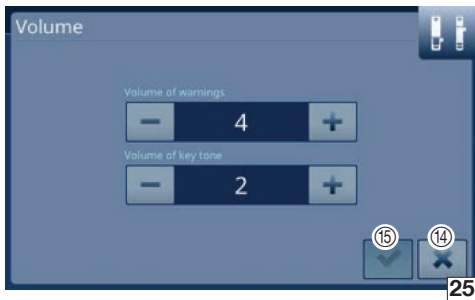 Volume
Volume of warnings
− 4 +
Volume of key tone
− 2 +
⑮ ⑭
25